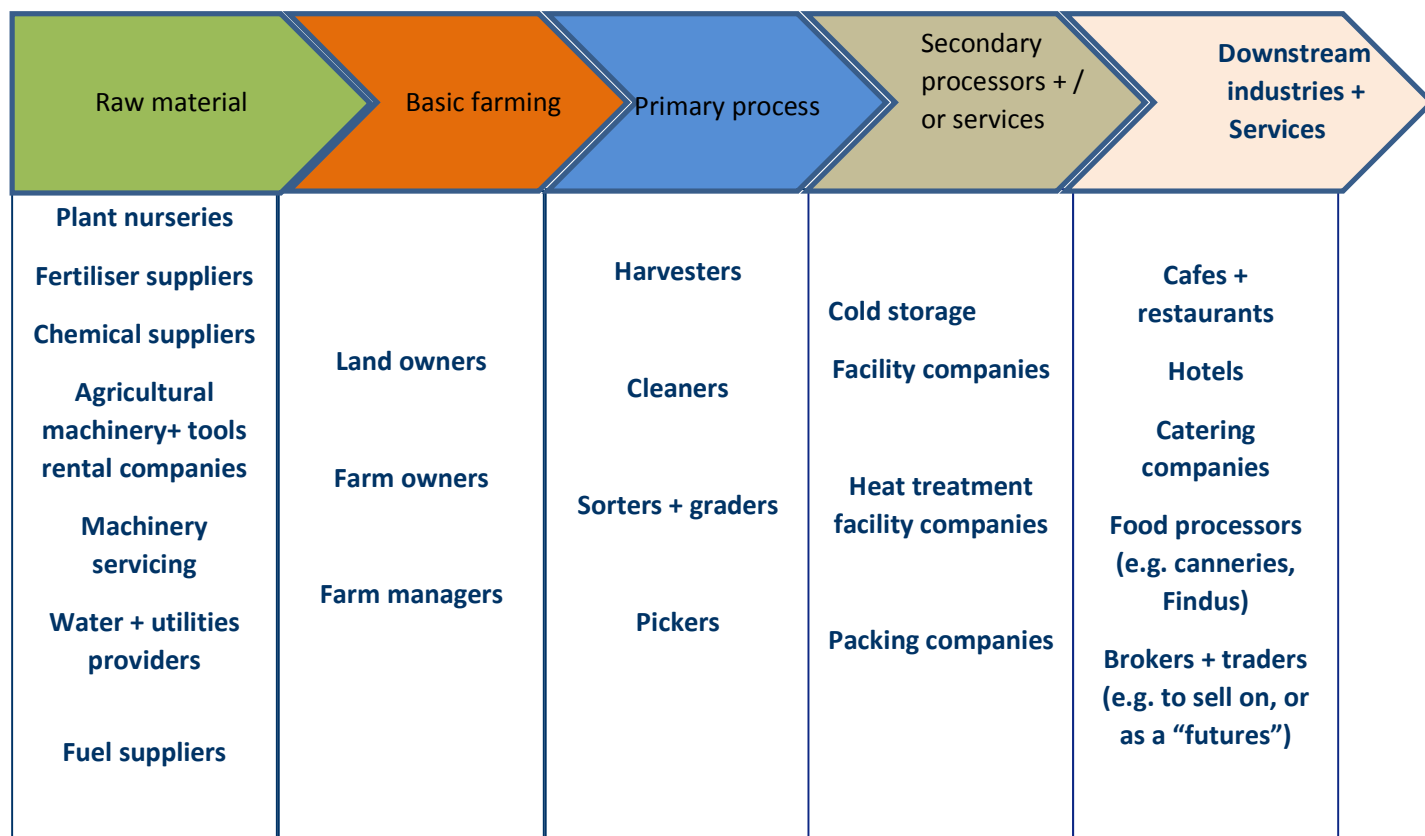 Raw material
Basic farming
Primary process
Secondary
processors + /
or services
Downstream
industries +
Services
Plant nurseries
Fertiliser suppliers
Chemical suppliers
Agricultural
machinery+ tools
rental companies
Machinery
servicing
Water + utilities
providers
Fuel suppliers
Land owners
Farm owners
Farm managers
Harvesters
Cleaners
Sorters + graders
Pickers
Cold storage
Facility companies
Heat treatment
facility companies
Packing companies
Cafes +
restaurants
Hotels
Catering
companies
Food processors
(e.g. canneries,
Findus)
Brokers + traders
(e.g. to sell on, or
as a “futures”)